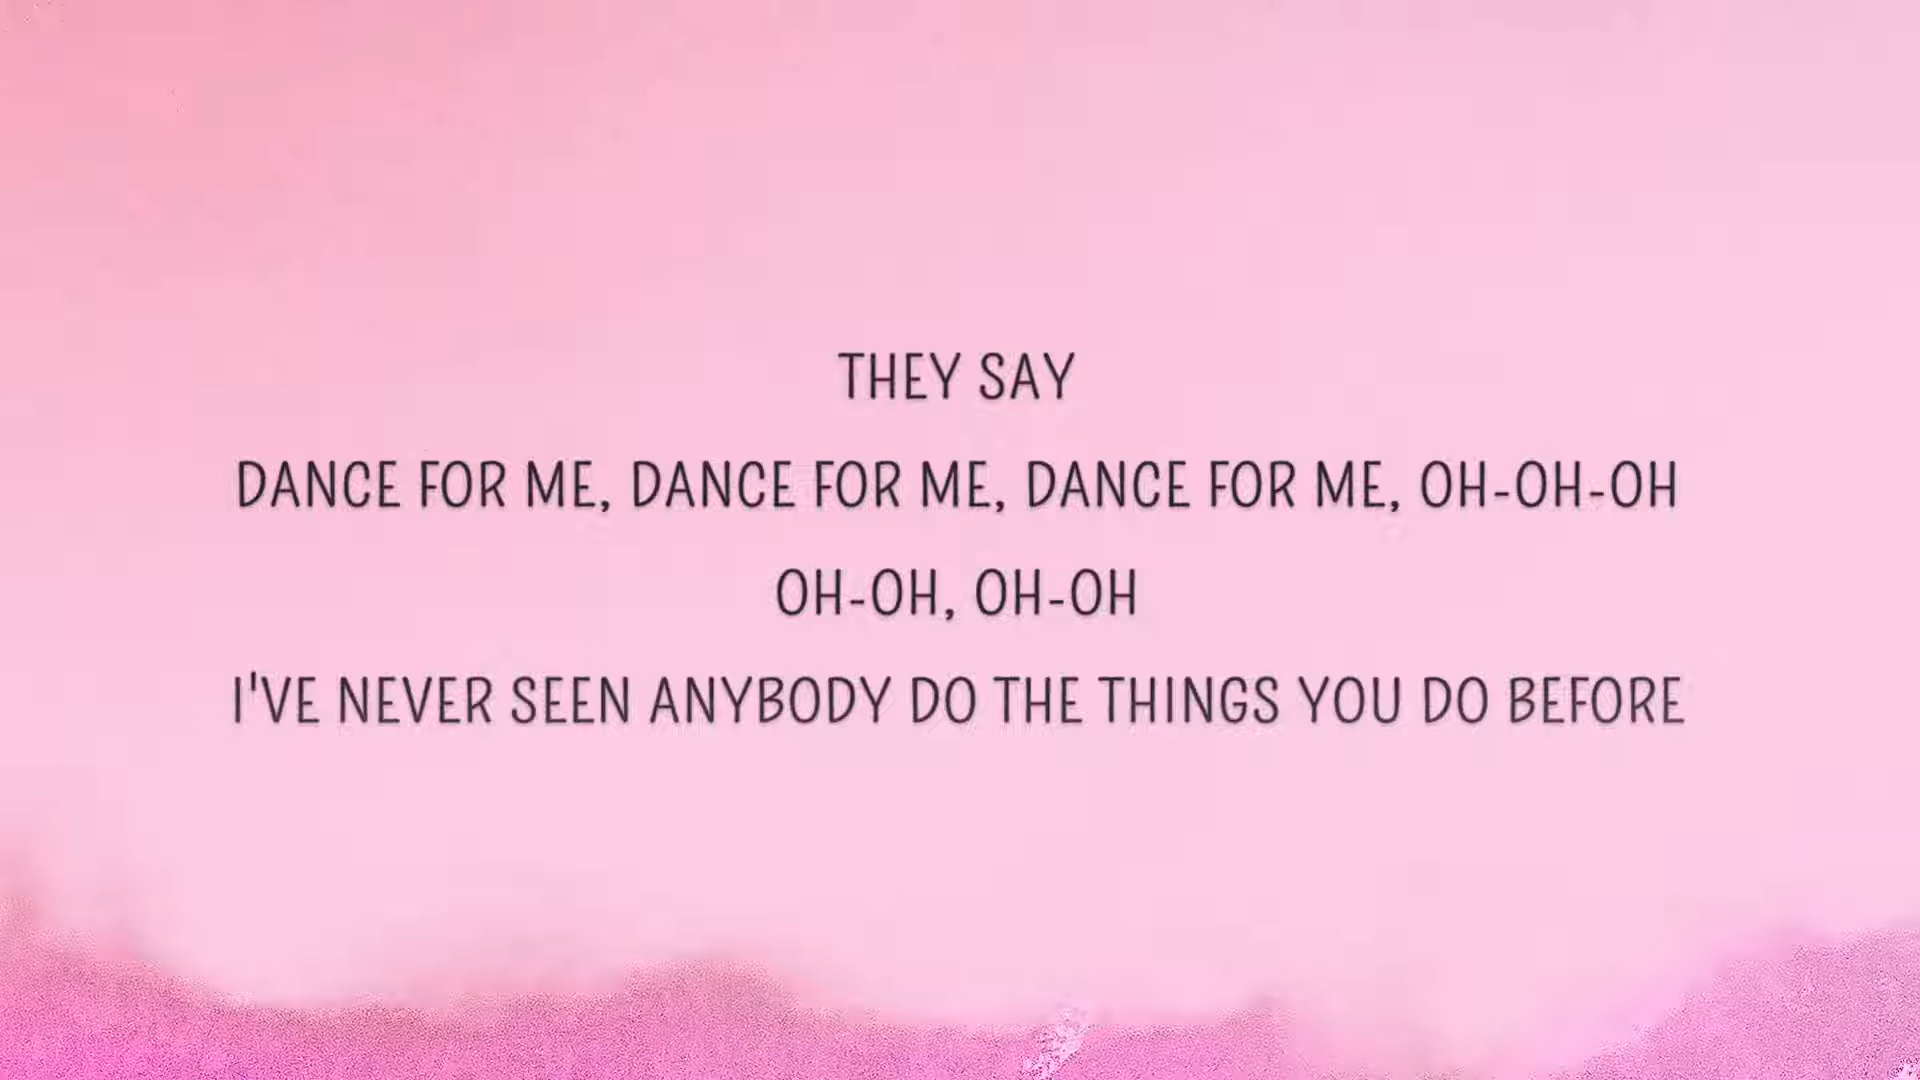 THEY SAY
DANCE FOR ME, DANCE FOR ME, DANCE FOR ME, OH-OH-OH
OH-OH, OH-OH
I'VE NEVER SEEN ANYBODY DO THE THINGS YOU DO BEFORE